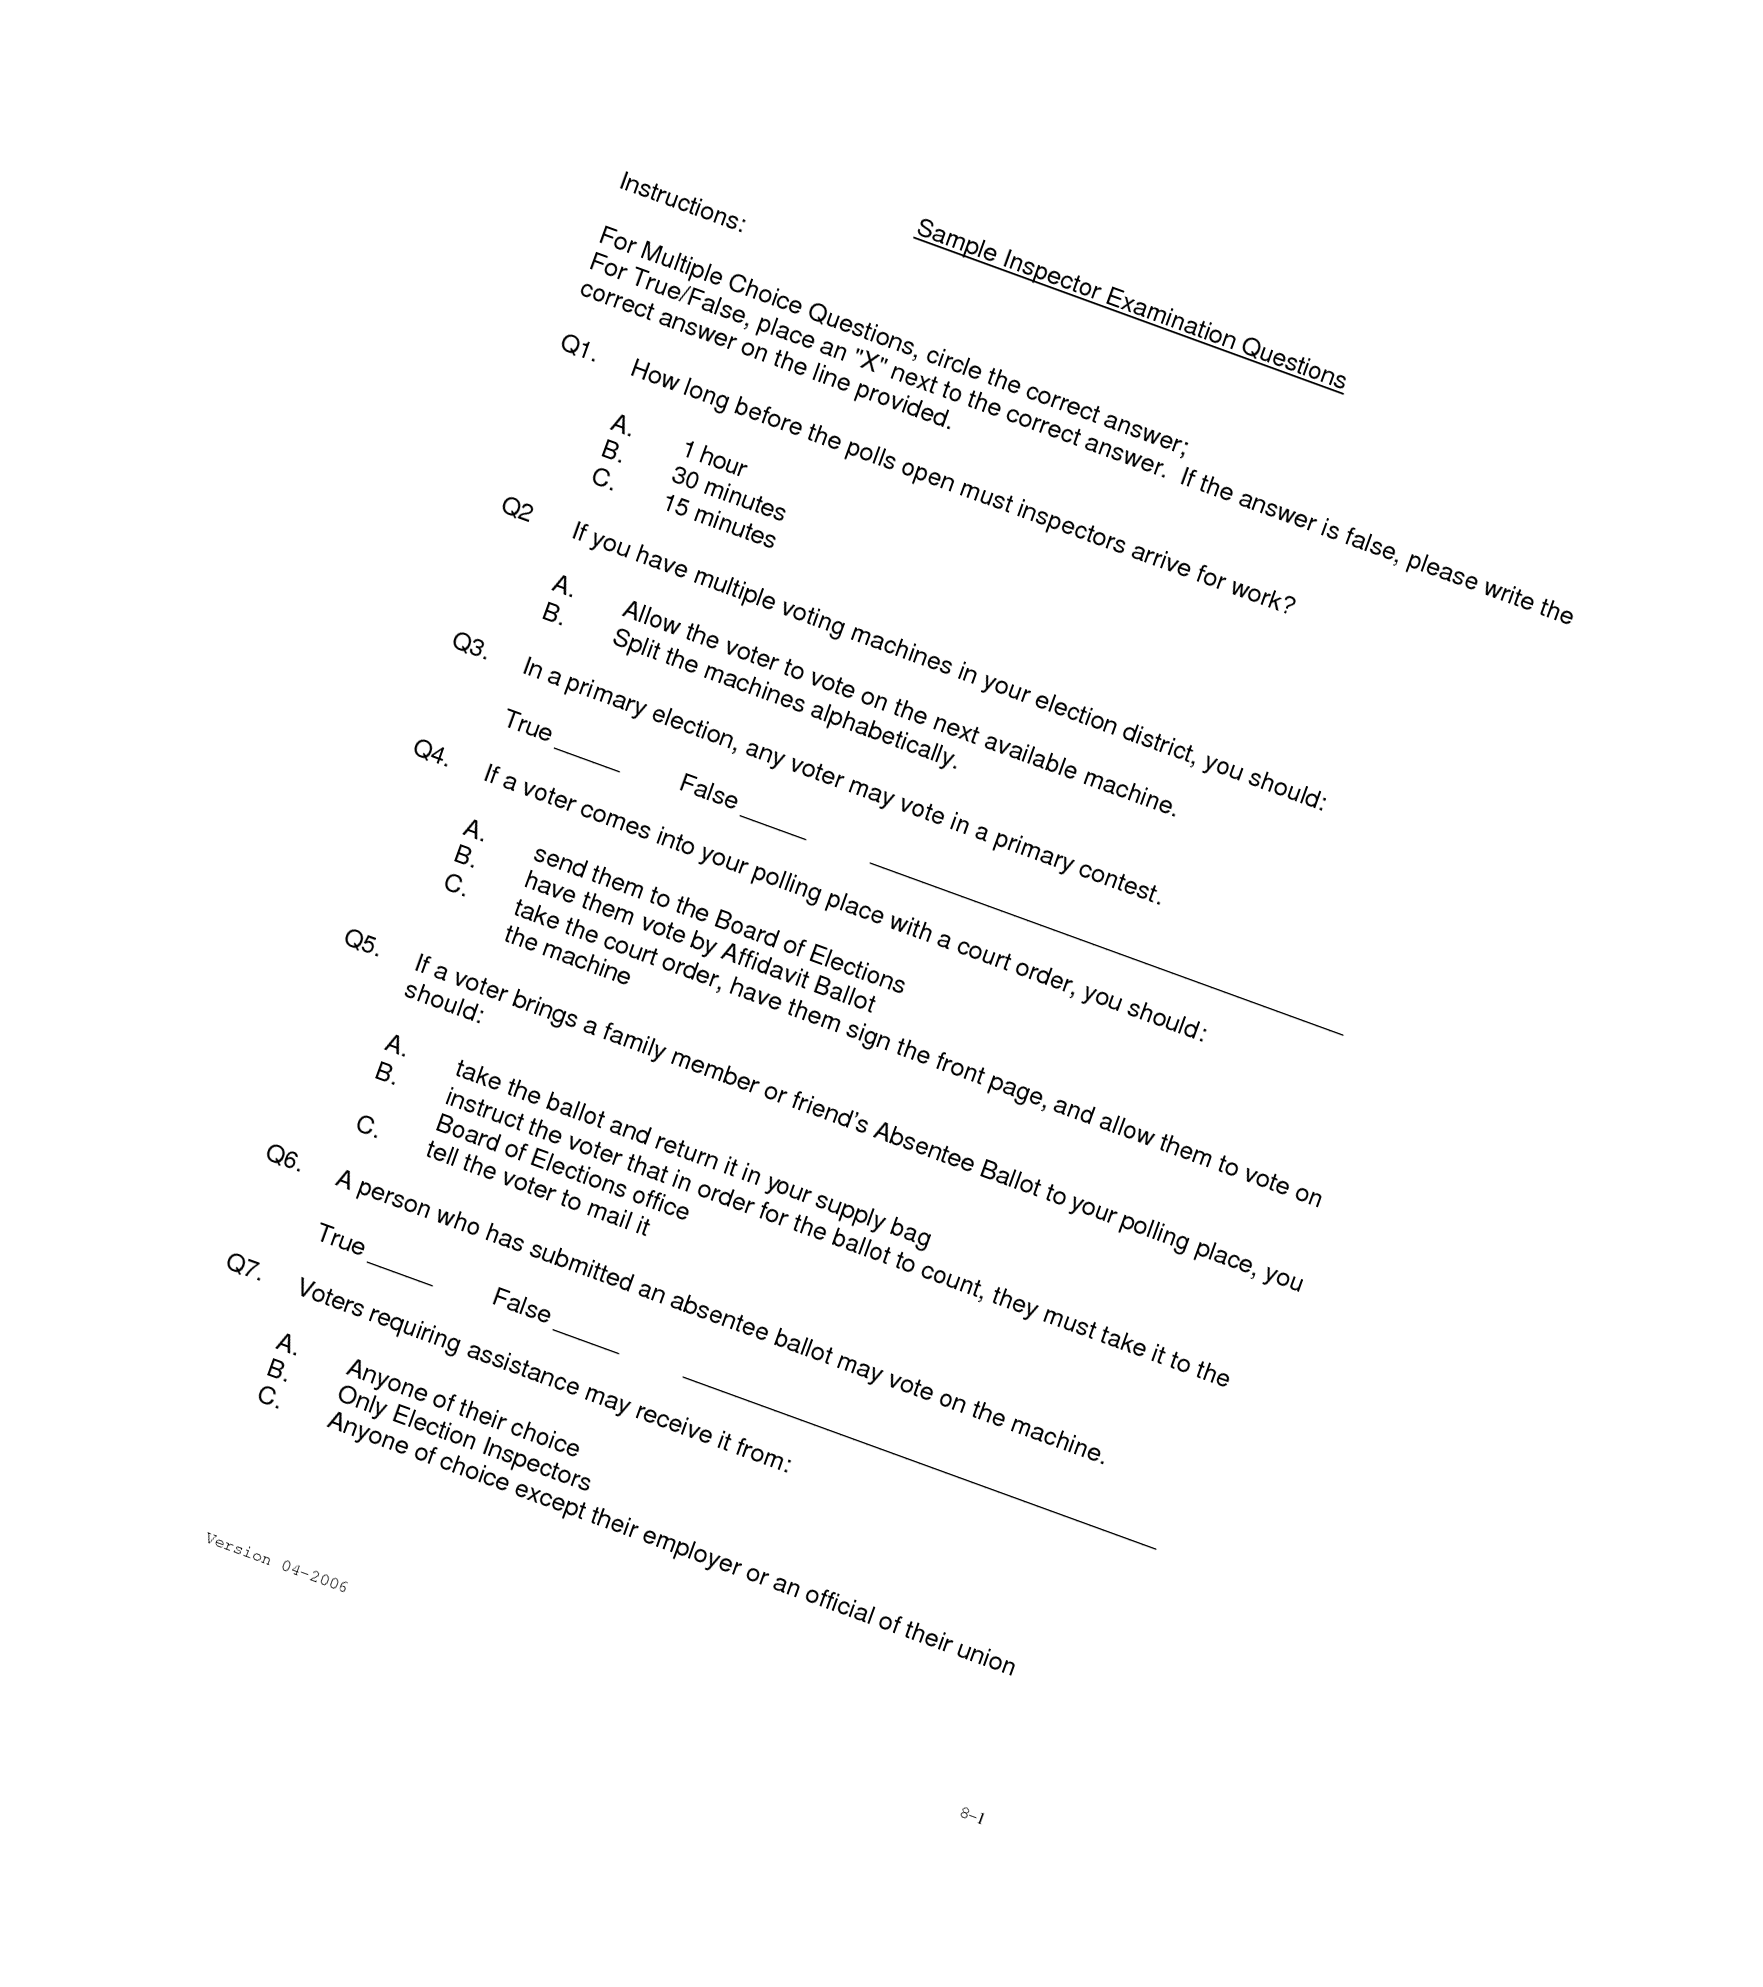 Sample Inspector Examination Questions
Instructions:
For Multiple Choice Questions, circle the correct answer;
For True/False, place an "X" next to the correct answer.  If the answer is false, please write the
correct answer on the line provided.
Q1. How long before the polls open must inspectors arrive for work?
A. 1 hour
B. 30 minutes
C. 15 minutes
Q2 If you have multiple voting machines in your election district, you should:
A. Allow the voter to vote on the next available machine.
B. Split the machines alphabetically.
Q3. In a primary election, any voter may vote in a primary contest.
True_____ False_____ ____________________
Q4. If a voter comes into your polling place with a court order, you should:
A. send them to the Board of Elections
B. have them vote by Affidavit Ballot
C. take the court order, have them sign the front page, and allow them to vote on
the machine
Q5. If a voter brings a family member or friend's Absentee Ballot to your polling place, you
should:
A. take the ballot and return it in your supply bag
B. instruct the voter that in order for the ballot to count, they must take it to the
Board of Elections office
C. tell the voter to mail it
Q6. A person who has submitted an absentee ballot may vote on the machine.
True_____ False_____ ____________________
Q7. Voters requiring assistance may receive it from:
A. Anyone of their choice
B. Only Election Inspectors
C. Anyone of choice except their employer or an official of their union
Version 04-2006
8-1